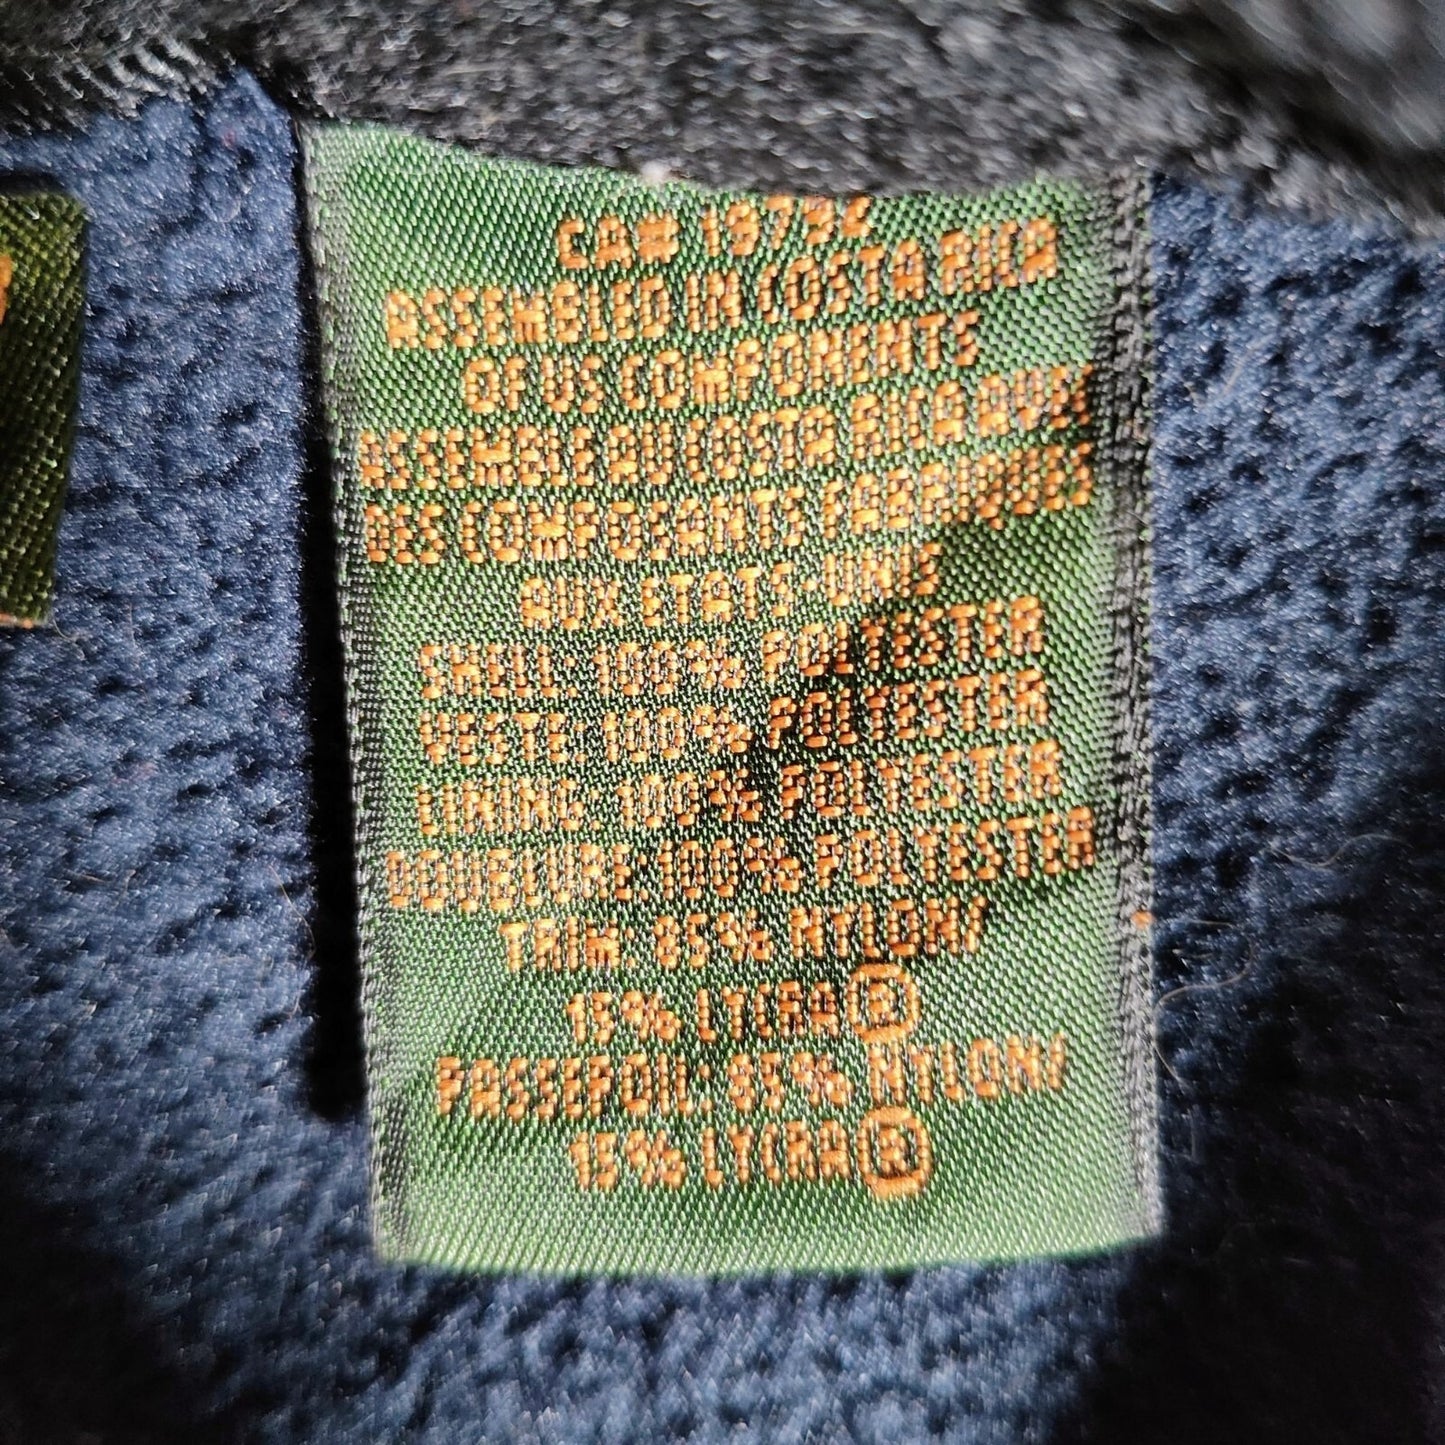 CA# 19792
ASSEMBLED IN COSTA RICA
OF US COMPONENTS
ASSEMBLE AU COSTA RICA AVEC
DES COMPOSANTS FABRIQUES
AUX ETATS-UNIS
SHELL: 100% POLYESTER
VESTE: 100% POLYESTER
LINING: 100% POLYESTER
DOUBLURE: 100% POLYESTER
TRIM: 85% NYLON/
15% LYCRA®
PASSEPOIL: 85% NYLON/
15% LYCRA®